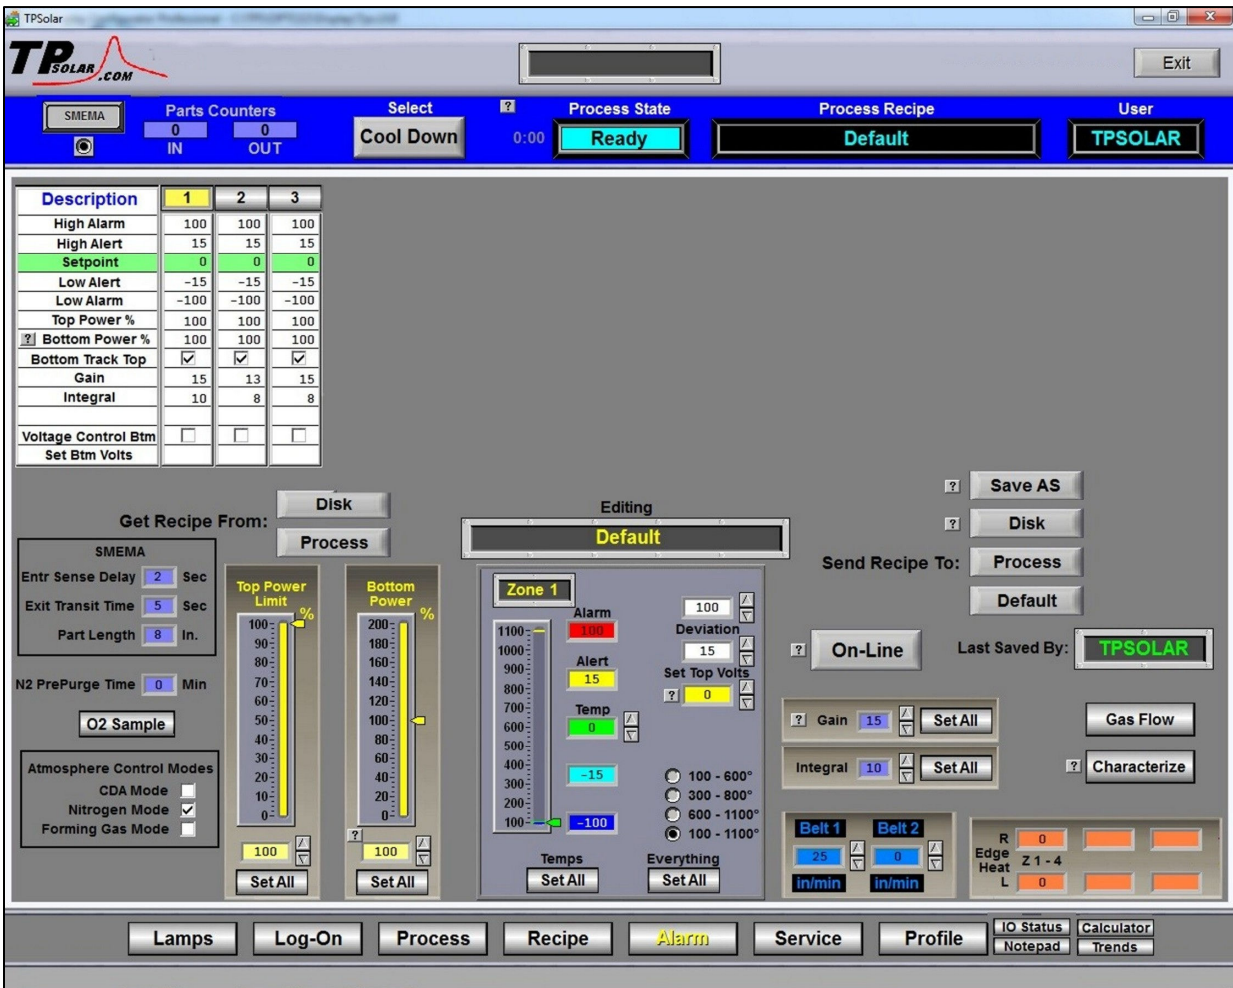 TPSolar
TP SOLAR .COM
Exit
SMEMA
Parts Counters
0 0
IN OUT
Select
Cool Down
?
0:00
Process State
Ready
Process Recipe
Default
User
TPSOLAR
Description 1 2 3
High Alarm 100 100 100
High Alert 15 15 15
Setpoint 0 0 0
Low Alert -15 -15 -15
Low Alarm -100 -100 -100
Top Power % 100 100 100
? Bottom Power % 100 100 100
Bottom Track Top
Gain 15 13 15
Integral 10 8 8
Voltage Control Btm
Set Btm Volts
Get Recipe From:
Disk
Process
Editing
Default
? Save AS
? Disk
Send Recipe To: Process
Default
SMEMA
Entr Sense Delay 2 Sec
Exit Transit Time 5 Sec
Part Length 8 In.
N2 PrePurge Time 0 Min
O2 Sample
Atmosphere Control Modes
CDA Mode
Nitrogen Mode
Forming Gas Mode
Top Power
Limit
%
100
90
80
70
60
50
40
30
20
10
0
100
Set All
Bottom
Power
%
200
180
160
140
120
100
80
60
40
20
0
?
100
Set All
Zone 1
1100
1000
900
800
700
600
500
400
300
200
100
Alarm
100
Alert
15
Temp
0
-15
-100
100
Deviation
15
Set Top Volts
? 0
100 - 600°
300 - 800°
600 - 1100°
100 - 1100°
Temps
Set All
Everything
Set All
? On-Line
Last Saved By: TPSOLAR
? Gain 15 Set All
Integral 10 Set All
Gas Flow
? Characterize
Belt 1 Belt 2
25 0
in/min in/min
R 0
Edge
Heat Z 1 - 4
L 0
Lamps Log-On Process Recipe Alarm Service Profile
IO Status Calculator
Notepad Trends